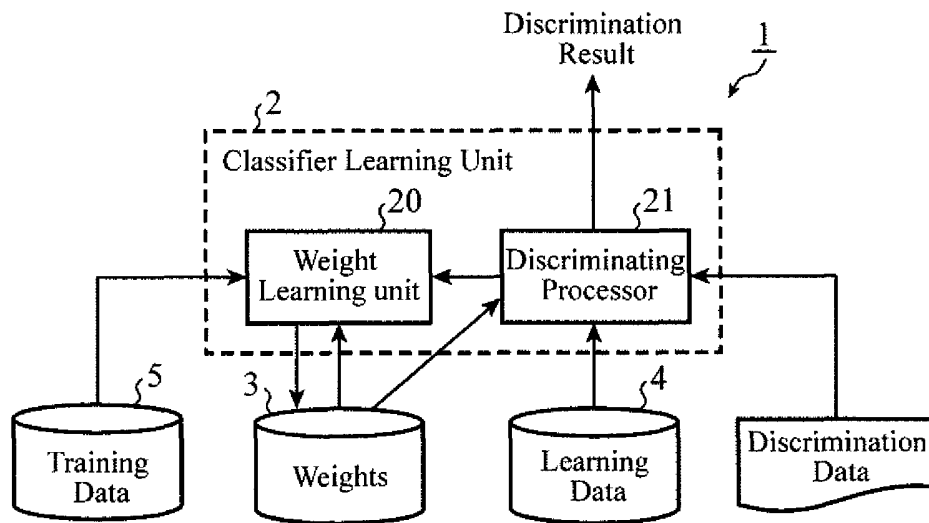 Discrimination
Result
1
2
Classifier Learning Unit
20
21
Weight
Learning unit
Discriminating
Processor
5
3
4
Training
Data
Weights
Learning
Data
Discrimination
Data